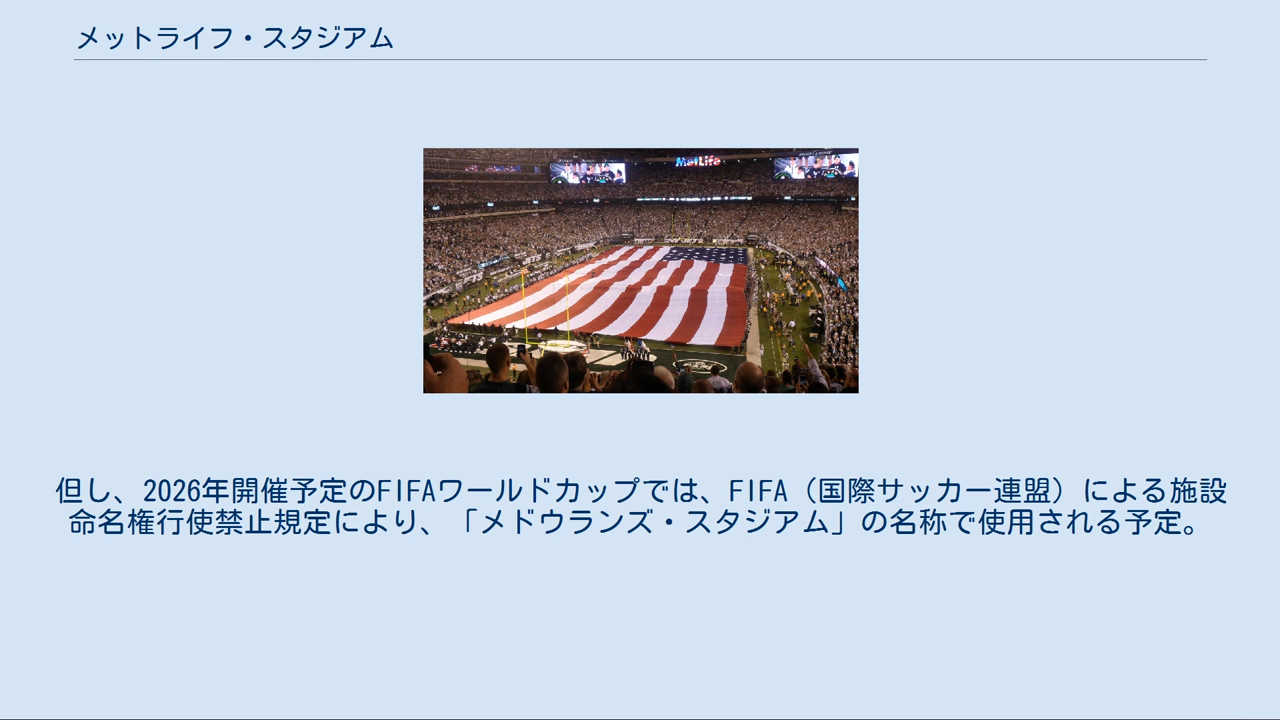 メットライフ・スタジアム
MetLife
但し、2026年開催予定のFIFAワールドカップでは、FIFA（国際サッカー連盟）による施設
命名権行使禁止規定により、「メドウランズ・スタジアム」の名称で使用される予定。